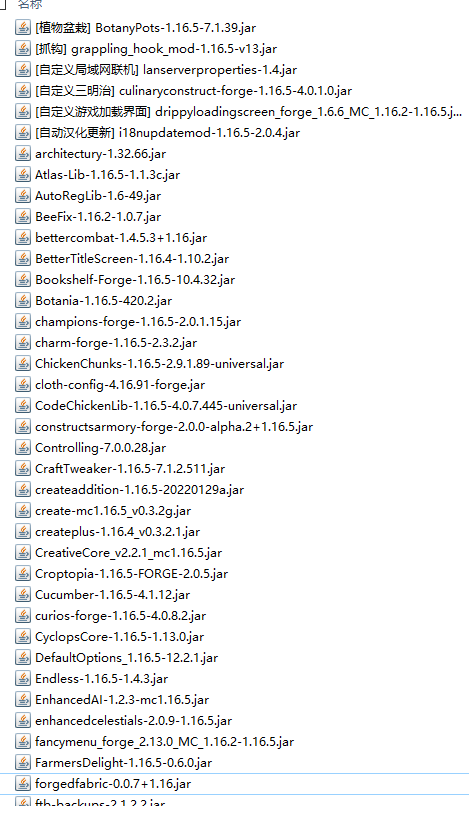 名称
[植物盆栽] BotanyPots-1.16.5-7.1.39.jar
[抓钩] grappling_hook_mod-1.16.5-v13.jar
[自定义局域网联机] lanserverproperties-1.4.jar
[自定义三明治] culinaryconstruct-forge-1.16.5-4.0.1.0.jar
[自定义游戏加载界面] drippyloadingscreen_forge_1.6.6_MC_1.16.2-1.16.5.j...
[自动汉化更新] i18nupdatemod-1.16.5-2.0.4.jar
architectury-1.32.66.jar
Atlas-Lib-1.16.5-1.1.3c.jar
AutoRegLib-1.6-49.jar
BeeFix-1.16.2-1.0.7.jar
bettercombat-1.4.5.3+1.16.jar
BetterTitleScreen-1.16.4-1.10.2.jar
Bookshelf-Forge-1.16.5-10.4.32.jar
Botania-1.16.5-420.2.jar
champions-forge-1.16.5-2.0.1.15.jar
charm-forge-1.16.5-2.3.2.jar
ChickenChunks-1.16.5-2.9.1.89-universal.jar
cloth-config-4.16.91-forge.jar
CodeChickenLib-1.16.5-4.0.7.445-universal.jar
constructsarmory-forge-2.0.0-alpha.2+1.16.5.jar
Controlling-7.0.0.28.jar
CraftTweaker-1.16.5-7.1.2.511.jar
createaddition-1.16.5-20220129a.jar
create-mc1.16.5_v0.3.2g.jar
createplus-1.16.4_v0.3.2.1.jar
CreativeCore_v2.2.1_mc1.16.5.jar
Croptopia-1.16.5-FORGE-2.0.5.jar
Cucumber-1.16.5-4.1.12.jar
curios-forge-1.16.5-4.0.8.2.jar
CyclopsCore-1.16.5-1.13.0.jar
DefaultOptions_1.16.5-12.2.1.jar
Endless-1.16.5-1.4.3.jar
EnhancedAI-1.2.3-mc1.16.5.jar
enhancedcelestials-2.0.9-1.16.5.jar
fancymenu_forge_2.13.0_MC_1.16.2-1.16.5.jar
FarmersDelight-1.16.5-0.6.0.jar
forgedfabric-0.0.7+1.16.jar
ftb-backups-2.1.2.2.jar